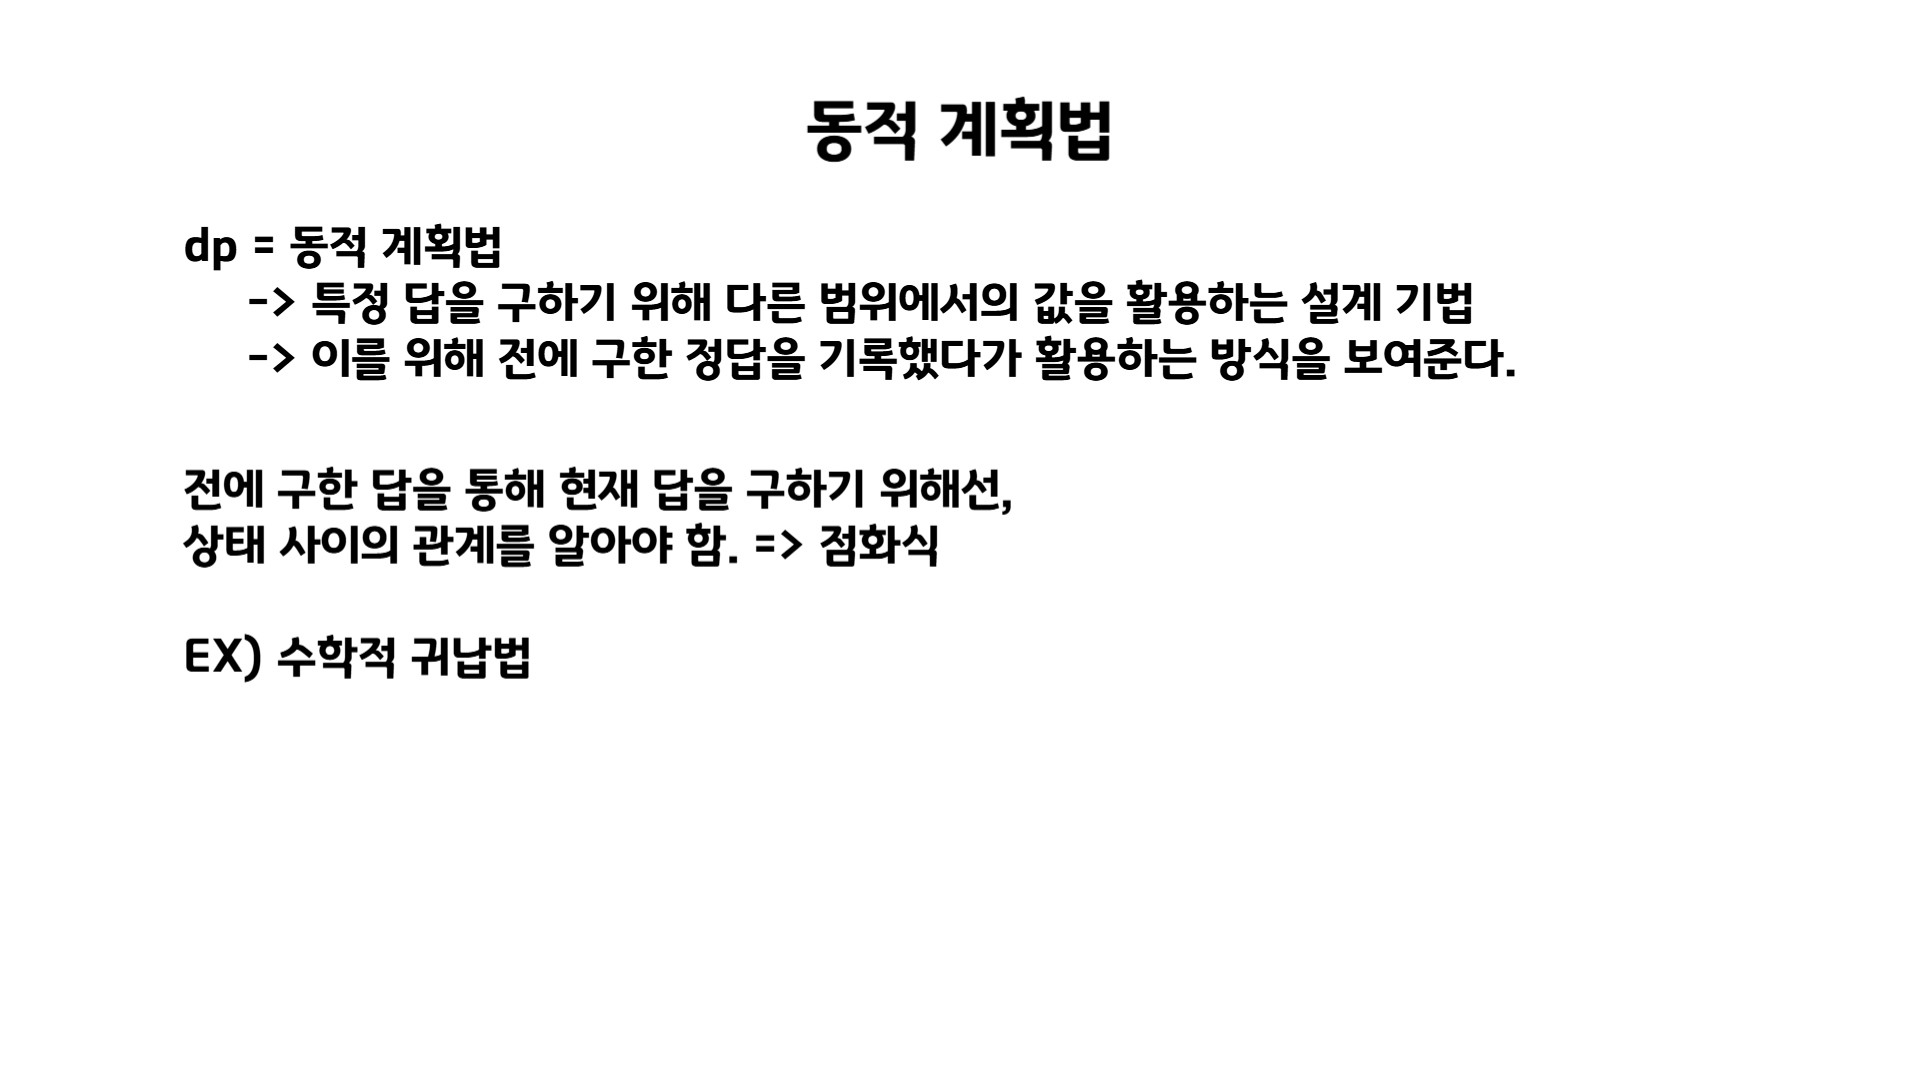 동적 계획법
dp = 동적 계획법
-> 특정 답을 구하기 위해 다른 범위에서의 값을 활용하는 설계 기법
-> 이를 위해 전에 구한 정답을 기록했다가 활용하는 방식을 보여준다.
전에 구한 답을 통해 현재 답을 구하기 위해선,
상태 사이의 관계를 알아야 함. => 점화식
EX) 수학적 귀납법